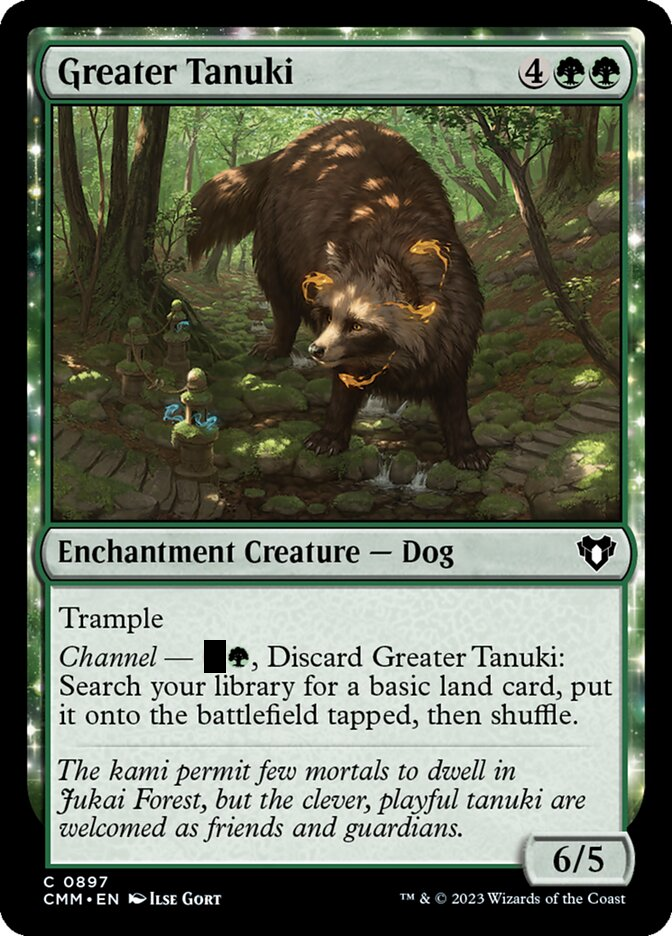 Greater Tanuki 4
Enchantment Creature — Dog
Trample
Channel — , Discard Greater Tanuki:
Search your library for a basic land card, put
it onto the battlefield tapped, then shuffle.
The kami permit few mortals to dwell in
Jukai Forest, but the clever, playful tanuki are
welcomed as friends and guardians.
6/5
C 0897
CMM • EN Ilse Gort
™ & © 2023 Wizards of the Coast